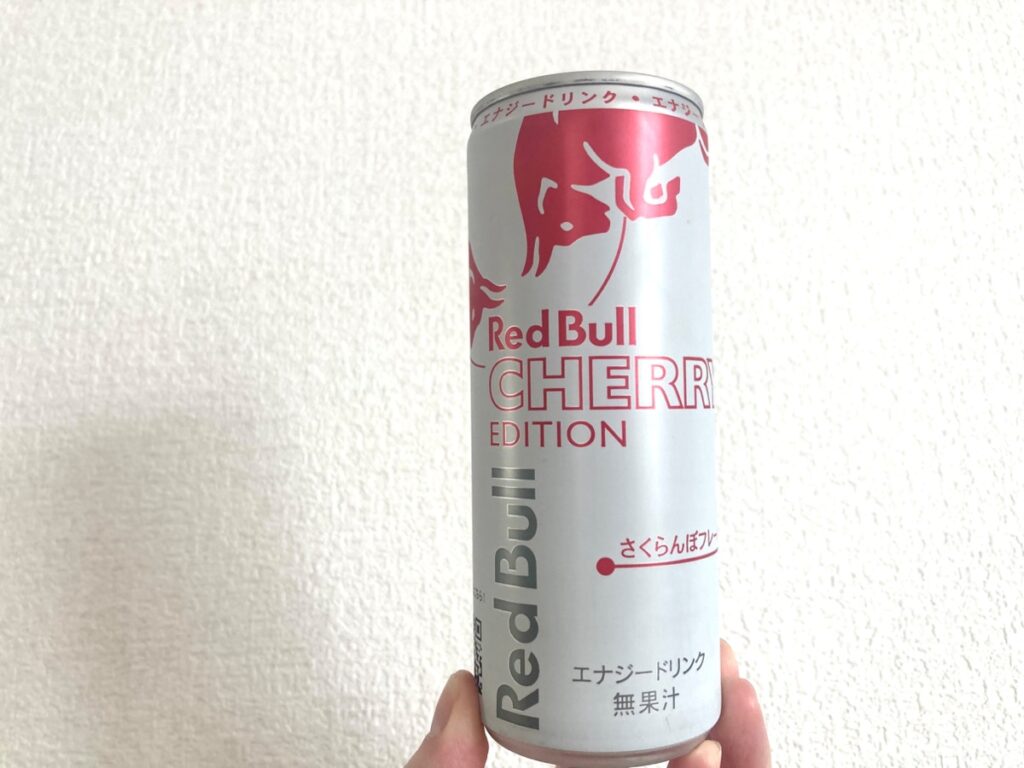 エナジードリンク • エナジー
Red Bull
CHERRY
EDITION
Red Bull
さくらんぼフレー
エナジードリンク
無果汁